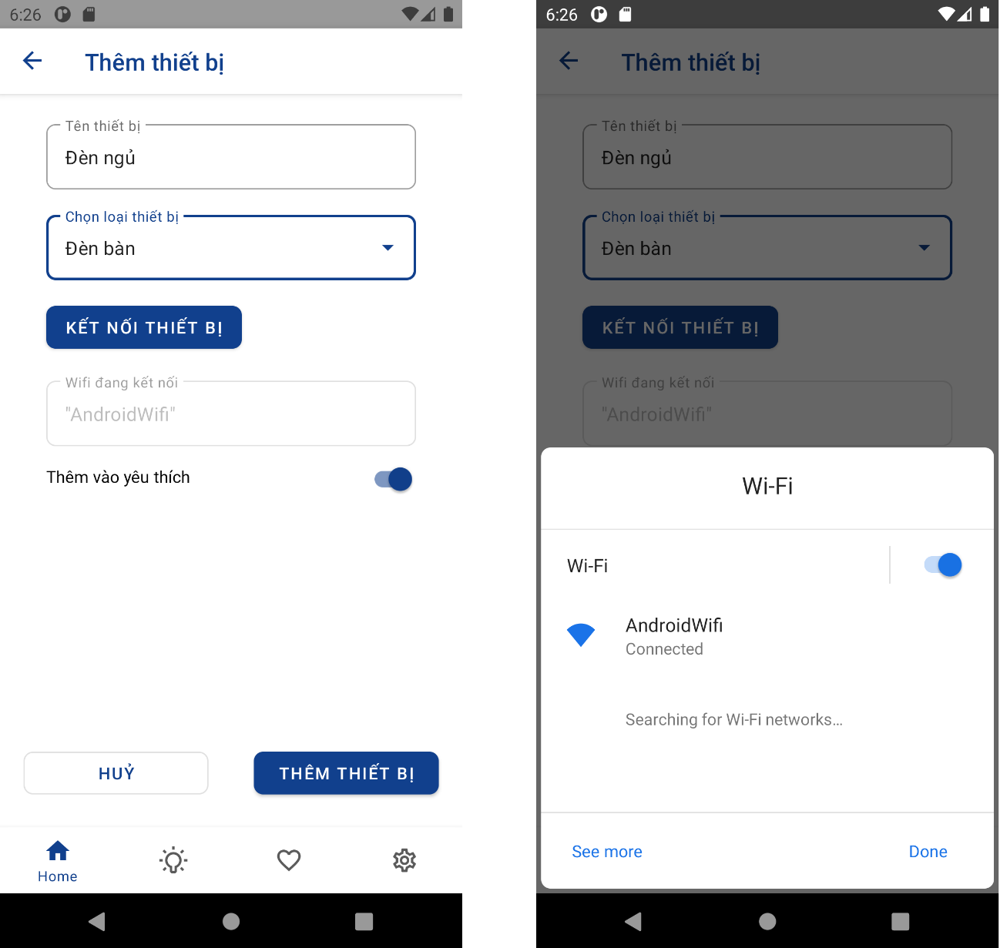 6:26
Thêm thiết bị
Tên thiết bị
Đèn ngủ
Chọn loại thiết bị
Đèn bàn
KẾT NỐI THIẾT BỊ
Wifi đang kết nối
"AndroidWifi"
Thêm vào yêu thích
HUỶ
THÊM THIẾT BỊ
Home
6:26
Thêm thiết bị
Tên thiết bị
Đèn ngủ
Chọn loại thiết bị
Đèn bàn
KẾT NỐI THIẾT BỊ
Wifi đang kết nối
"AndroidWifi"
Wi-Fi
Wi-Fi
AndroidWifi
Connected
Searching for Wi-Fi networks…
See more
Done